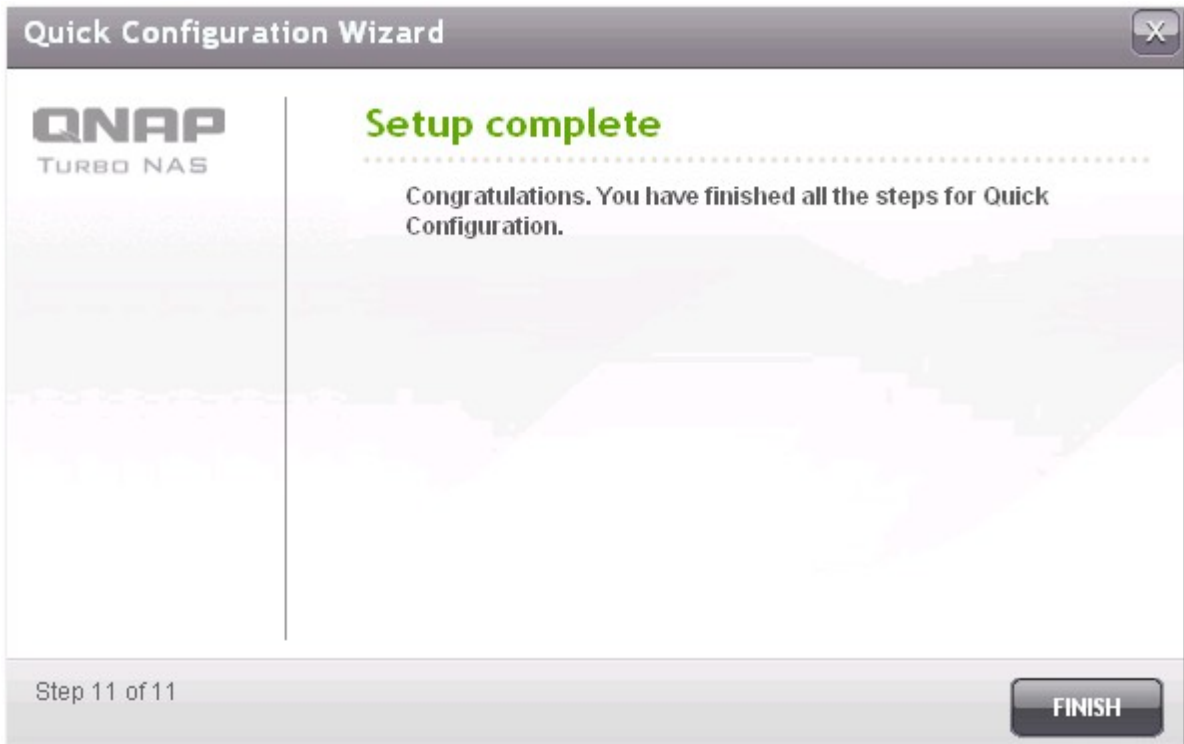 Quick Configuration Wizard
X
QNAP
TURBO NAS
Setup complete
Congratulations. You have finished all the steps for Quick
Configuration.
Step 11 of 11
FINISH